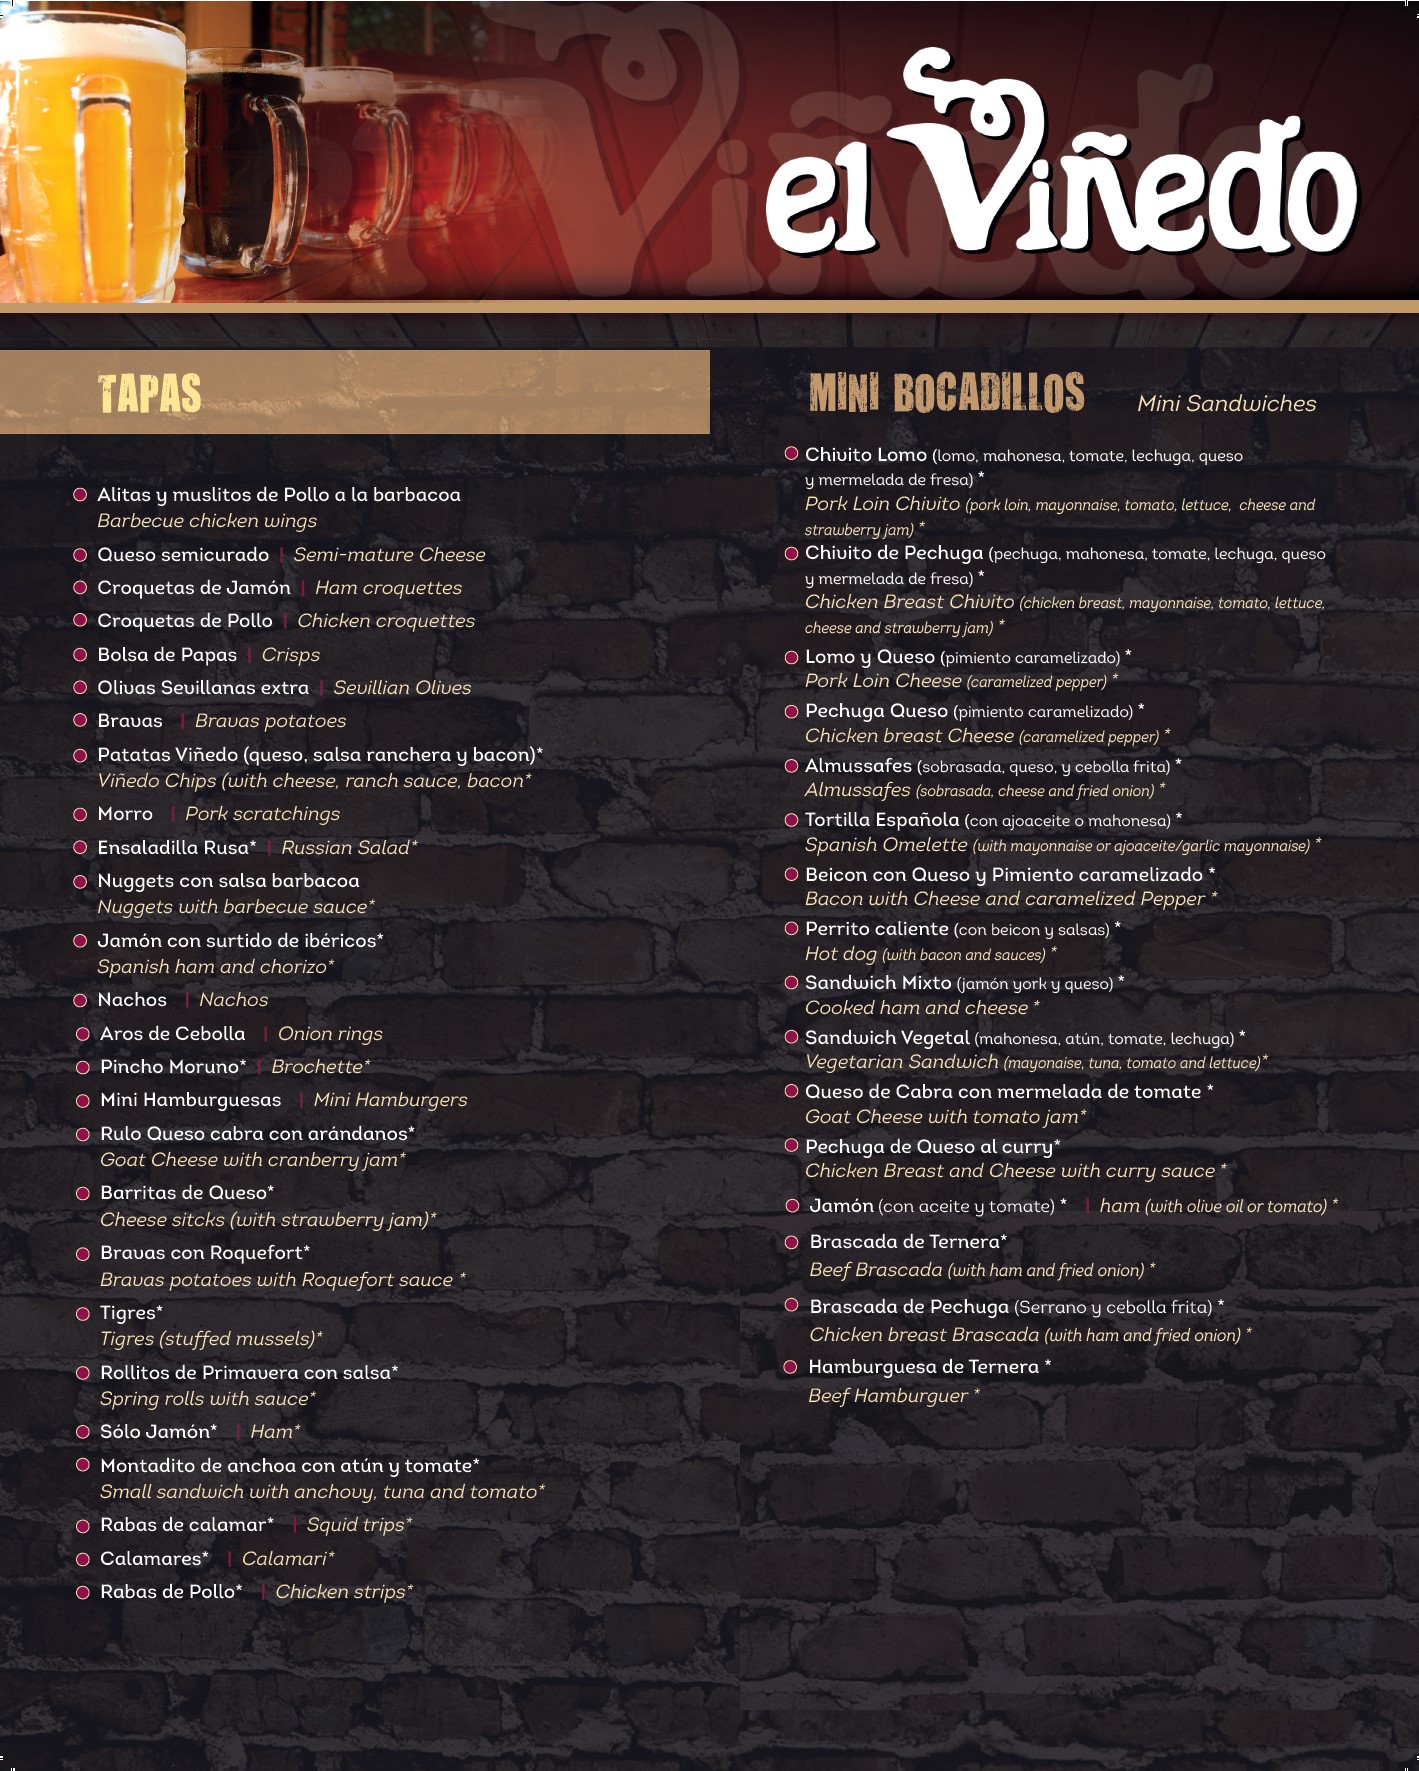 el Viñedo
TAPAS
Alitas y muslitos de Pollo a la barbacoa
Barbecue chicken wings
Queso semicurado | Semi-mature Cheese
Croquetas de Jamón | Ham croquettes
Croquetas de Pollo | Chicken croquettes
Bolsa de Papas | Crisps
Olivas Sevillanas extra | Sevillian Olives
Bravas | Bravas potatoes
Patatas Viñedo (queso, salsa ranchera y bacon)*
Viñedo Chips (with cheese, ranch sauce, bacon*
Morro | Pork scratchings
Ensaladilla Rusa* | Russian Salad*
Nuggets con salsa barbacoa
Nuggets with barbecue sauce*
Jamón con surtido de ibéricos*
Spanish ham and chorizo*
Nachos | Nachos
Aros de Cebolla | Onion rings
Pincho Moruno* | Brochette*
Mini Hamburguesas | Mini Hamburgers
Rulo Queso cabra con arándanos*
Goat Cheese with cranberry jam*
Barritas de Queso*
Cheese sitcks (with strawberry jam)*
Bravas con Roquefort*
Bravas potatoes with Roquefort sauce *
Tigres*
Tigres (stuffed mussels)*
Rollitos de Primavera con salsa*
Spring rolls with sauce*
Sólo Jamón* | Ham*
Montadito de anchoa con atún y tomate*
Small sandwich with anchovy, tuna and tomato*
Rabas de calamar* | Squid trips*
Calamares* | Calamari*
Rabas de Pollo* | Chicken strips*
MINI BOCADILLOS Mini Sandwiches
Chivito Lomo (lomo, mahonesa, tomate, lechuga, queso
y mermelada de fresa) *
Pork Loin Chivito (pork loin, mayonnaise, tomato, lettuce, cheese and
strawberry jam) *
Chivito de Pechuga (pechuga, mahonesa, tomate, lechuga, queso
y mermelada de fresa) *
Chicken Breast Chivito (chicken breast, mayonnaise, tomato, lettuce,
cheese and strawberry jam) *
Lomo y Queso (pimiento caramelizado) *
Pork Loin Cheese (caramelized pepper) *
Pechuga Queso (pimiento caramelizado) *
Chicken breast Cheese (caramelized pepper) *
Almussafes (sobrasada, queso, y cebolla frita) *
Almussafes (sobrasada, cheese and fried onion) *
Tortilla Española (con ajoaceite o mahonesa) *
Spanish Omelette (with mayonnaise or ajoaceite/garlic mayonnaise) *
Beicon con Queso y Pimiento caramelizado *
Bacon with Cheese and caramelized Pepper *
Perrito caliente (con beicon y salsas) *
Hot dog (with bacon and sauces) *
Sandwich Mixto (jamón york y queso) *
Cooked ham and cheese *
Sandwich Vegetal (mahonesa, atún, tomate, lechuga) *
Vegetarian Sandwich (mayonaise, tuna, tomato and lettuce)*
Queso de Cabra con mermelada de tomate *
Goat Cheese with tomato jam*
Pechuga de Queso al curry*
Chicken Breast and Cheese with curry sauce *
Jamón (con aceite y tomate) * | ham (with olive oil or tomato) *
Brascada de Ternera*
Beef Brascada (with ham and fried onion) *
Brascada de Pechuga (Serrano y cebolla frita) *
Chicken breast Brascada (with ham and fried onion) *
Hamburguesa de Ternera *
Beef Hamburguer *